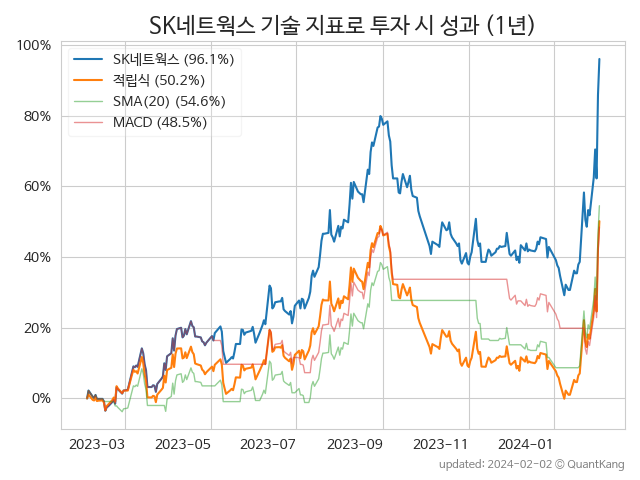 SK네트웍스 기술 지표로 투자 시 성과 (1년)
100%
80%
60%
40%
20%
0%
SK네트웍스 (96.1%)
적립식 (50.2%)
SMA(20) (54.6%)
MACD (48.5%)
2023-03 2023-05 2023-07 2023-09 2023-11 2024-01
updated: 2024-02-02 © QuantKang